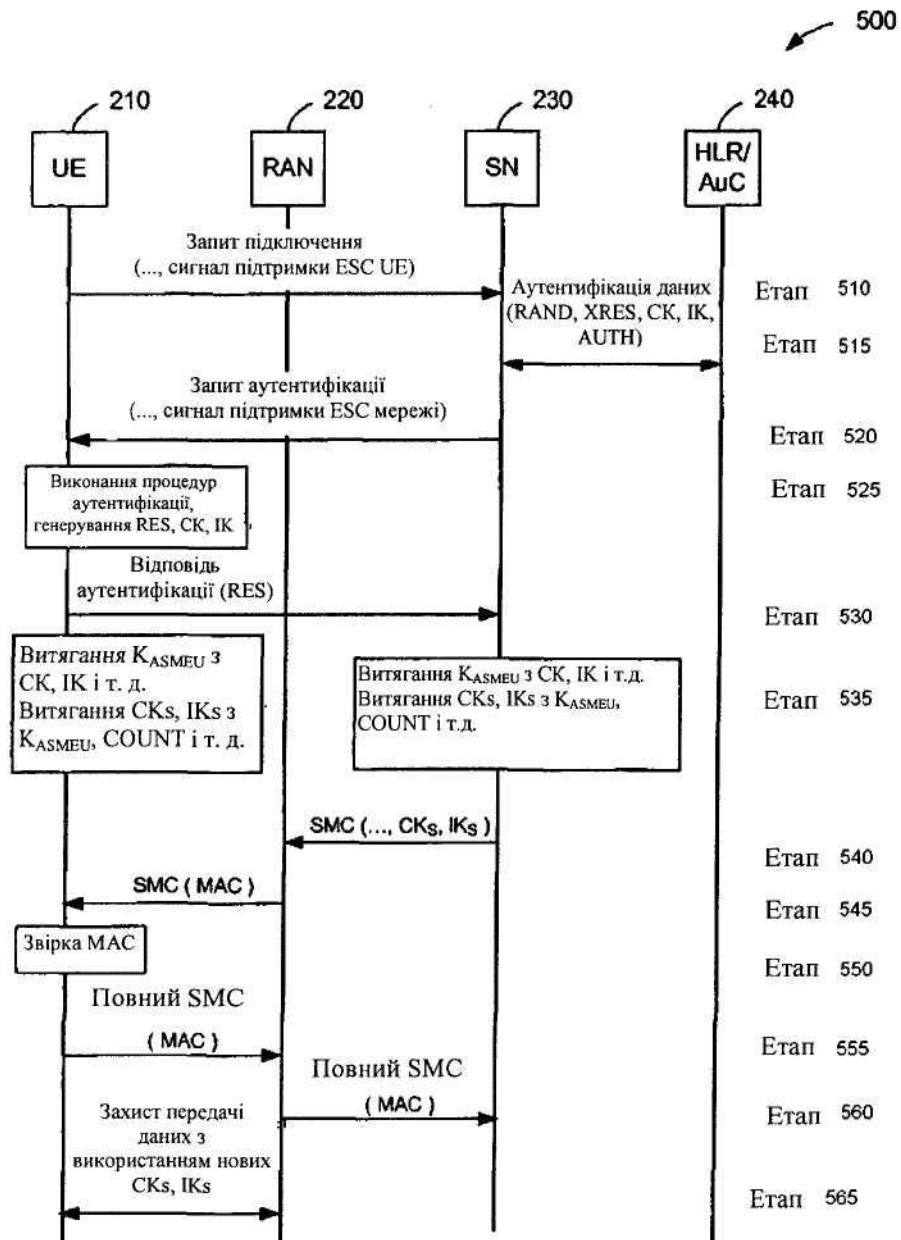 500
210
220
230
240
UE
RAN
SN
HLR/
AuC
Запит підключення
(..., сигнал підтримки ESC UE)
Етап 510
Аутентифікація даних
(RAND, XRES, CK, IK,
AUTH)
Етап 515
Запит аутентифікації
(..., сигнал підтримки ESC мережі)
Етап 520
Виконання процедур
аутентифікації,
генерування RES, CK, IK
Етап 525
Відповідь
аутентифікації (RES)
Етап 530
Витягання KASMEU з
CK, IK і т. д.
Витягання CKs, IKs з
KASMEU, COUNT і т. д.
Витягання KASMEU з CK, IK і т.д.
Витягання CKs, IKs з KASMEU,
COUNT і т.д.
Етап 535
SMC (..., CKS, IKS)
Етап 540
SMC ( MAC )
Етап 545
Звірка MAC
Етап 550
Повний SMC
( MAC )
Етап 555
Повний SMC
( MAC )
Етап 560
Захист передачі
даних з
використанням нових
CKs, IKs
Етап 565